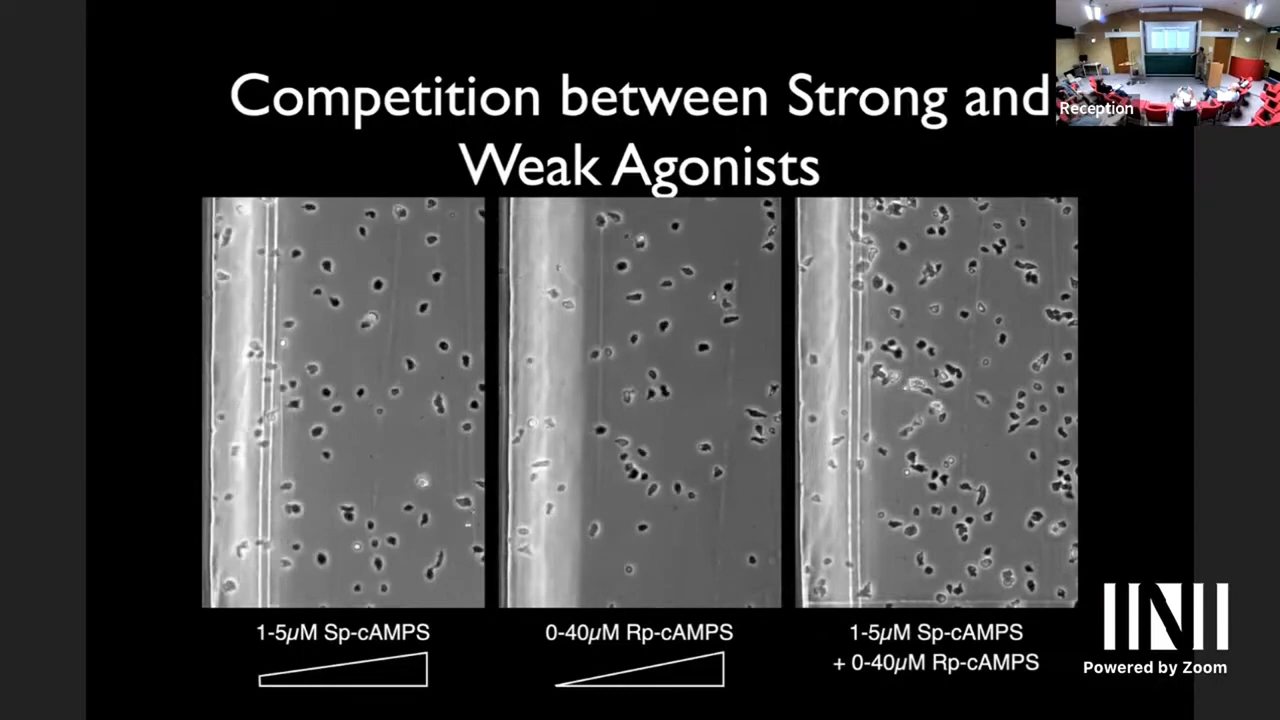 Competition between Strong and
Weak Agonists
Reception
1-5µM Sp-cAMPS
0-40µM Rp-cAMPS
1-5µM Sp-cAMPS
+ 0-40µM Rp-cAMPS
INI
Powered by Zoom